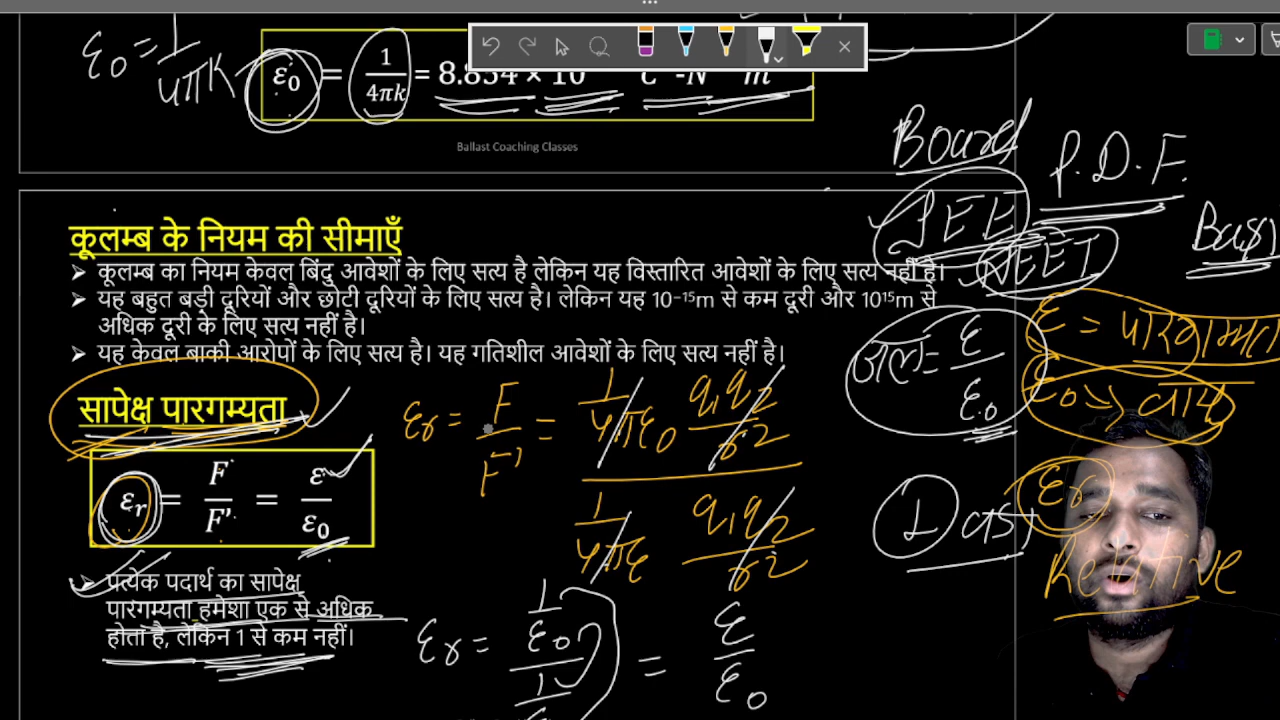 ε₀ = 1/4πK
ε₀ = 1/4πk = 8.854 × 10
Ballast Coaching Classes
Board
P.D.F.
JEE
NEET
कूलम्ब के नियम की सीमाएँ
➢ कूलम्ब का नियम केवल बिंदु आवेशों के लिए सत्य है लेकिन यह विस्तारित आवेशों के लिए सत्य नहीं है।
➢ यह बहुत बड़ी दूरियों और छोटी दूरियों के लिए सत्य है। लेकिन यह 10⁻¹⁵m से कम दूरी और 10¹⁵m से
अधिक दूरी के लिए सत्य नहीं है।
➢ यह केवल बाकी आरोपों के लिए सत्य है। यह गतिशील आवेशों के लिए सत्य नहीं है।
जल = ε/ε₀
ε = पारगम्यता
ε₀ => वायु
सापेक्ष पारगम्यता
εr = F/F' = ε/ε₀
εr = F/F' = (1/4πε₀ q₁q₂/r²)/(1/4πε q₁q₂/r²)
εr
Relative
➢ प्रत्येक पदार्थ का सापेक्ष
पारगम्यता हमेशा एक से अधिक
होता है, लेकिन 1 से कम नहीं।
εr = (1/ε₀)/(1/ε) = ε/ε₀